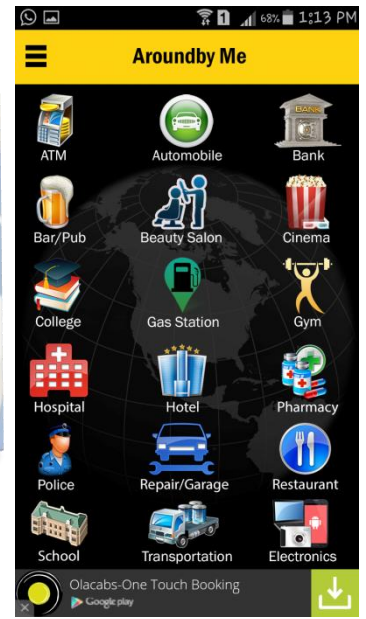 1 68% 1:13 PM
Aroundby Me
ATM Automobile Bank
BANK
Bar/Pub Beauty Salon Cinema
College Gas Station Gym
Hospital Hotel Pharmacy
Police Repair/Garage Restaurant
School Transportation Electronics
Olacabs-One Touch Booking
Google play